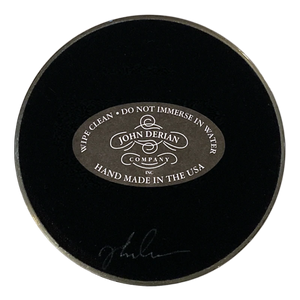 WIPE CLEAN • DO NOT IMMERSE IN WATER
JOHN DERIAN
COMPANY
INC
HAND MADE IN THE USA